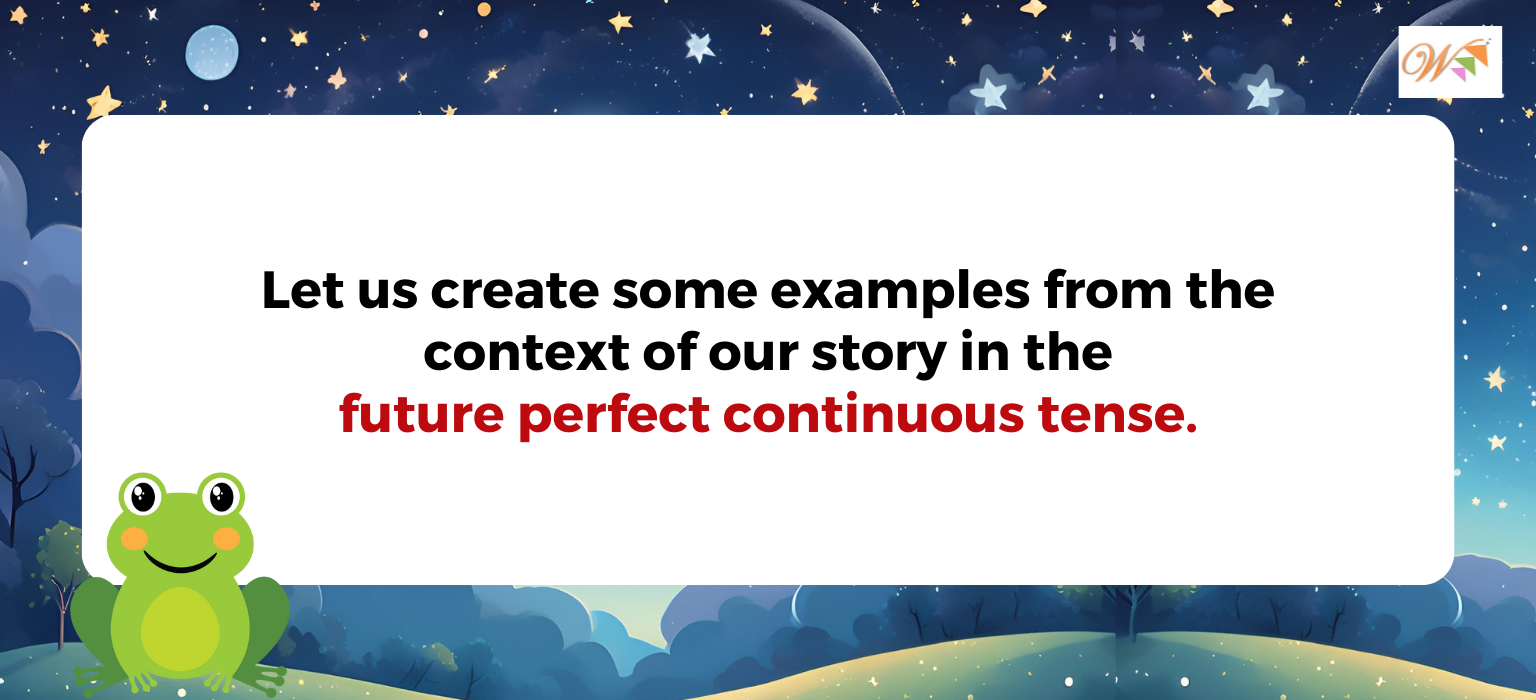 W
Let us create some examples from the
context of our story in the
future perfect continuous tense.